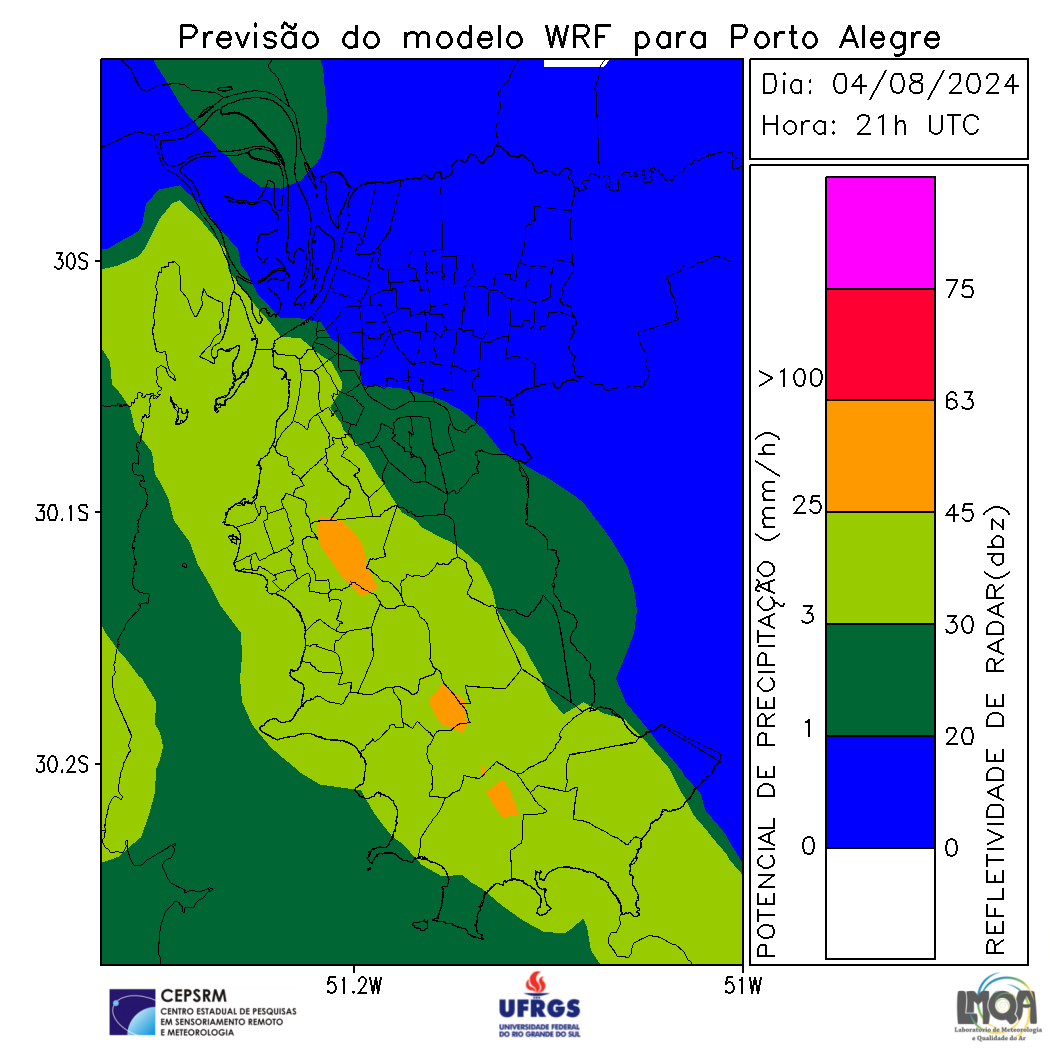 Previsão do modelo WRF para Porto Alegre
Dia: 04/08/2024
Hora: 21h UTC
30S
30.1S
30.2S
51.2W
51W
POTENCIAL DE PRECIPITAÇÃO (mm/h)
>100
25
3
1
0
75
63
45
30
20
0
REFLETIVIDADE DE RADAR(dbz)
CEPSRM
CENTRO ESTADUAL DE PESQUISAS
EM SENSORIAMENTO REMOTO
E METEOROLOGIA
UFRGS
UNIVERSIDADE FEDERAL
DO RIO GRANDE DO SUL
LMQA
Laboratório de Meteorologia
e Qualidade do Ar